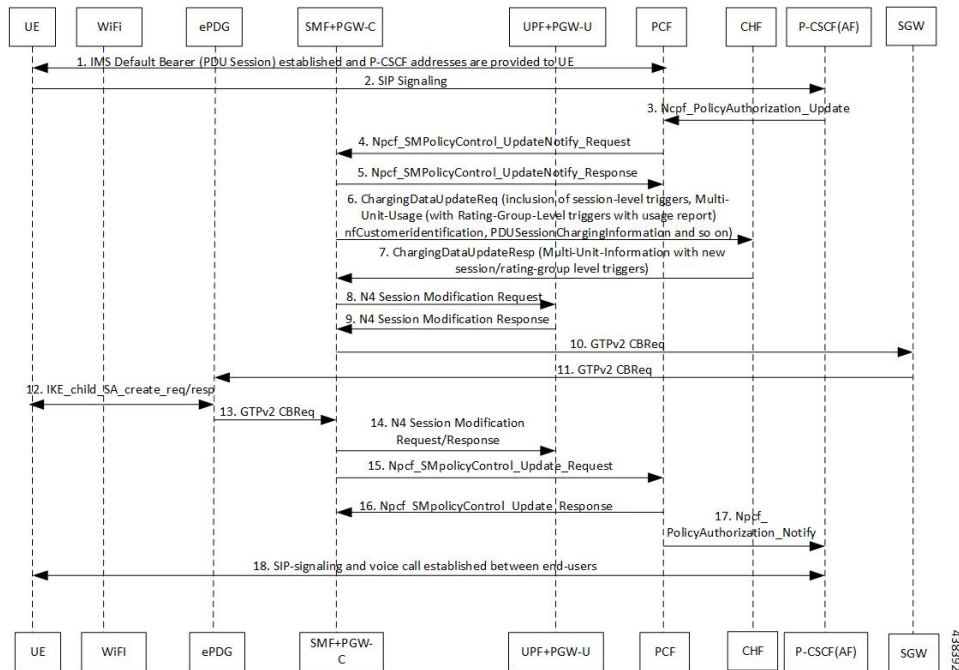 UE WiFi ePDG SMF+PGW-C UPF+PGW-U PCF CHF P-CSCF(AF) SGW
1. IMS Default Bearer (PDU Session) established and P-CSCF addresses are provided to UE
2. SIP Signaling
3. Ncpf_PolicyAuthorization_Update
4. Npcf_SMPolicyControl_UpdateNotify_Request
5. Npcf_SMPolicyControl_UpdateNotify_Response
6. ChargingDataUpdateReq (inclusion of session-level triggers, Multi-
Unit-Usage (with Rating-Group-Level triggers with usage report)
nfCustomeridentification, PDUSessionChargingInformation and so on)
7. ChargingDataUpdateResp (Multi-Unit-Information with new
session/rating-group level triggers)
8. N4 Session Modification Request
9. N4 Session Modification Response
10. GTPv2 CBReq
11. GTPv2 CBReq
12. IKE_child_SA_create_req/resp
13. GTPv2 CBReq
14. N4 Session Modification
Request/Response
15. Npcf_SMpolicyControl_Update_Request
16. Npcf_SMpolicyControl_Update_Response
17. Npcf_
PolicyAuthorization_Notify
18. SIP-signaling and voice call established between end-users
UE WiFI ePDG SMF+PGW-
C UPF+PGW-U PCF CHF P-CSCF(AF) SGW
438392